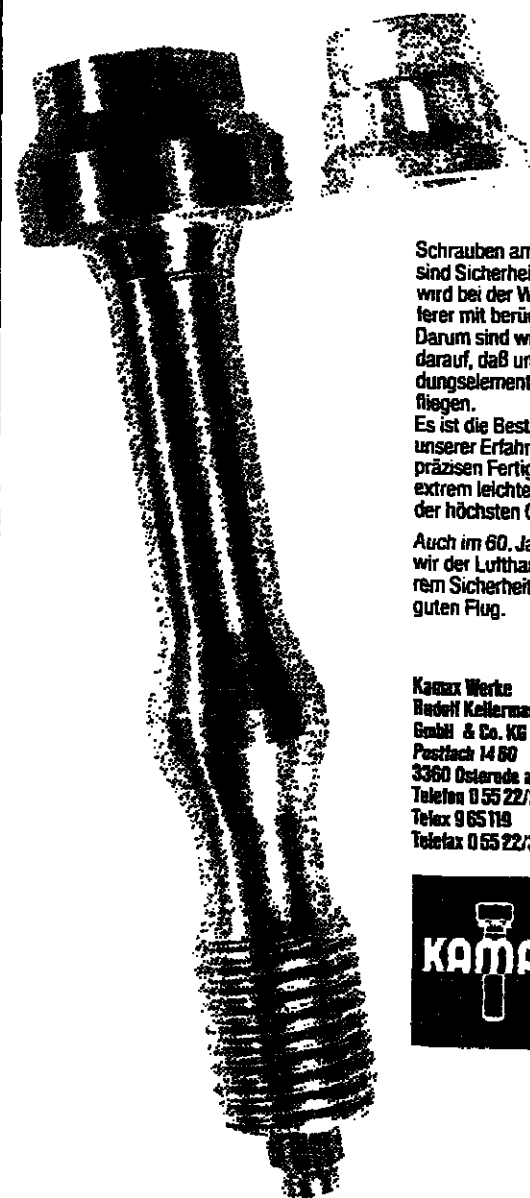 Schrauben am
sind Sicherhei
wird bei der W
ferer mit berü
Darum sind wi
darauf, daß un
dungselement
fliegen.
Es ist die Best
unserer Erfahr
präzisen Fertig
extrem leichte
der höchsten
Auch im 60. Ja
wir der Lufthan
rem Sicherheit
guten Flug.
Kamax Werke
Rudolf Kellerma
GmbH & Co. KG
Postfach 14 60
3360 Osterode a
Telefon 0 55 22/
Telex 9 65 119
Telefax 0 55 22/
KAMA